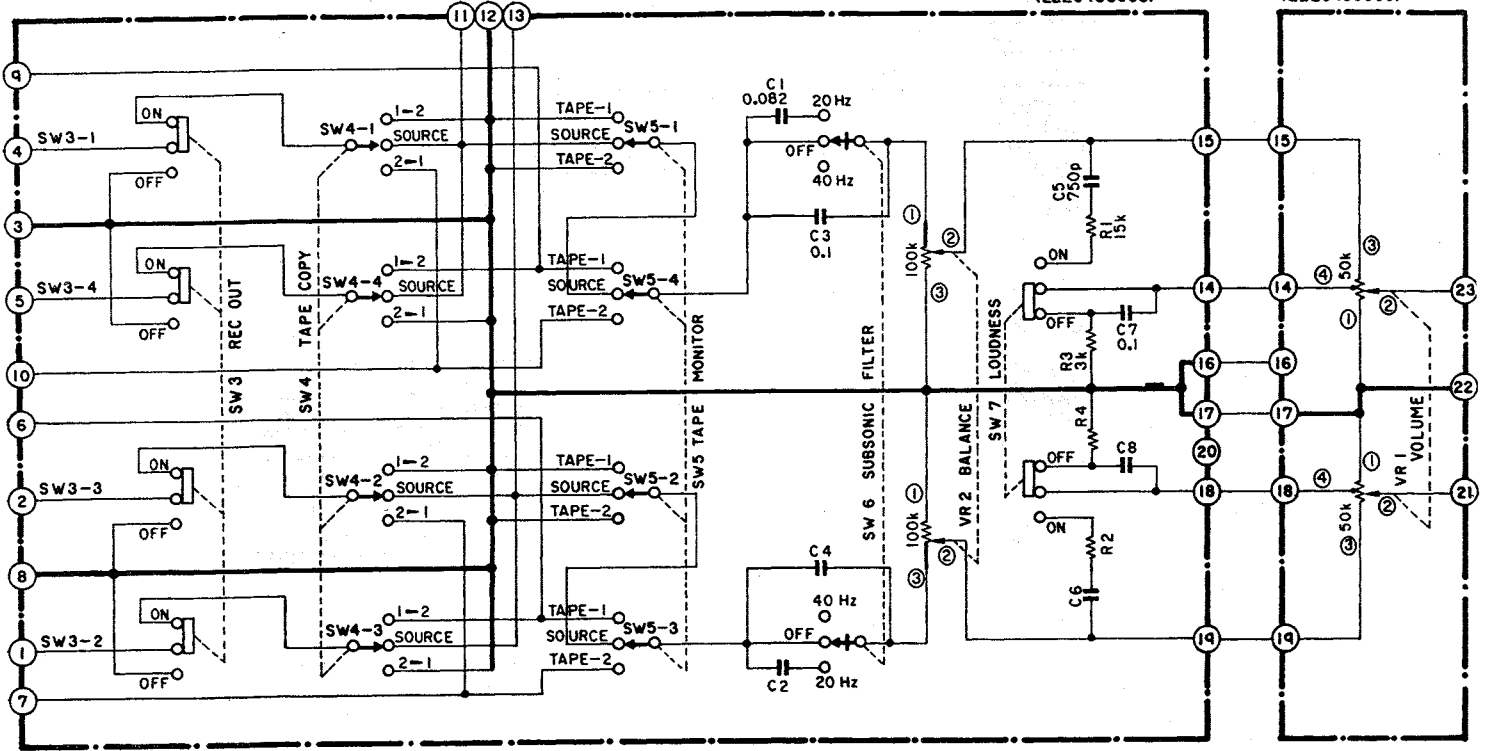 11 12 13
9
C1
0.082
20 Hz
ON
1-2
TAPE-1
SW4-1
SOURCE
SOURCE
SW5-1
OFF
15
15
4
SW3-1
2-1
TAPE-2
40 Hz
C5
750p
OFF
3
C3
0.1
①
②
100k
R1
15k
③
ON
ON
1-2
TAPE-1
50k
5
SW3-4
SW4-4
SOURCE
SOURCE
SW5-4
③
14
14
④
②
23
OFF
2-1
TAPE-2
OFF
C7
0.1
①
R3
3k
16
16
10
SW3 REC OUT
SW4 TAPE COPY
SW5 TAPE MONITOR
SW 6 SUBSONIC FILTER
VR 2 BALANCE
SW 7 LOUDNESS
22
6
R4
17
17
20
VR 1
VOLUME
ON
1-2
TAPE-1
OFF
C8
①
2
SW3-3
SW4-2
SOURCE
SOURCE
SW5-2
18
18
④
②
21
OFF
2-1
TAPE-2
①
100k
②
③
ON
50k
③
8
C4
R2
40 Hz
C6
ON
1-2
TAPE-1
1
SW3-2
SW4-3
SOURCE
SOURCE
SW5-3
OFF
19
19
OFF
2-1
TAPE-2
C2
20 Hz
7